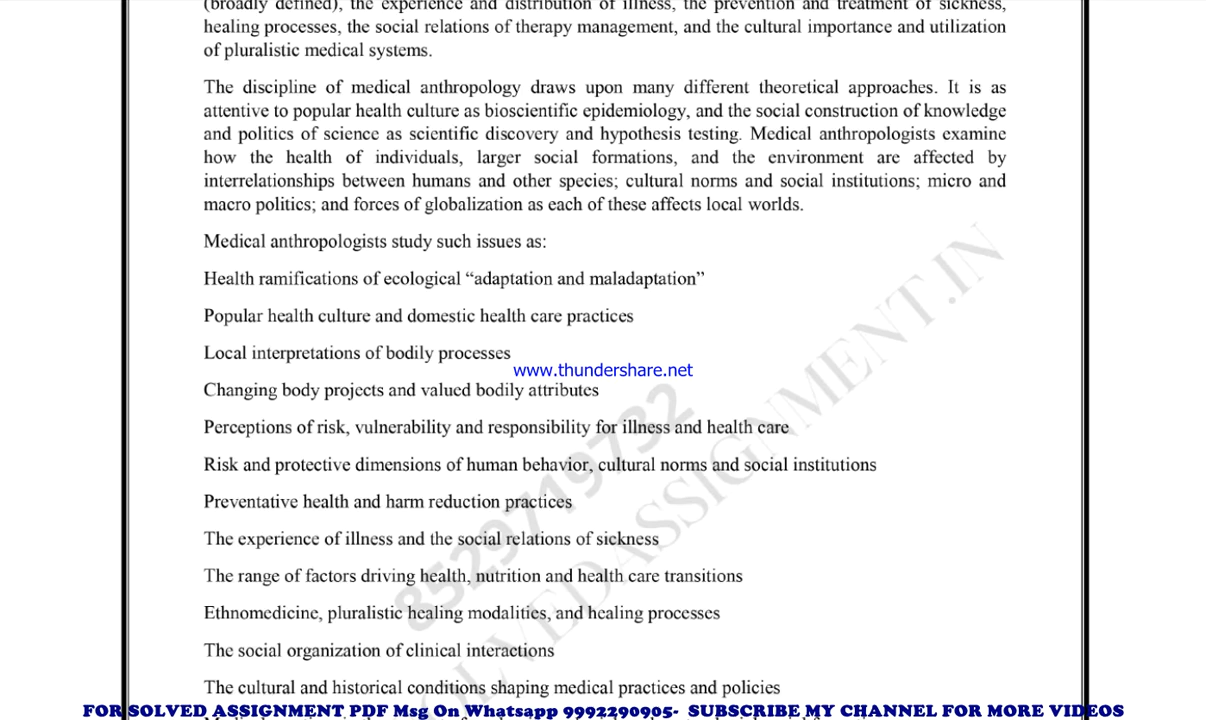 (broadly defined), the experience and distribution of illness, the prevention and treatment of sickness,
healing processes, the social relations of therapy management, and the cultural importance and utilization
of pluralistic medical systems.
The discipline of medical anthropology draws upon many different theoretical approaches. It is as
attentive to popular health culture as bioscientific epidemiology, and the social construction of knowledge
and politics of science as scientific discovery and hypothesis testing. Medical anthropologists examine
how the health of individuals, larger social formations, and the environment are affected by
interrelationships between humans and other species; cultural norms and social institutions; micro and
macro politics; and forces of globalization as each of these affects local worlds.
Medical anthropologists study such issues as:
Health ramifications of ecological “adaptation and maladaptation”
Popular health culture and domestic health care practices
Local interpretations of bodily processes
www.thundershare.net
Changing body projects and valued bodily attributes
Perceptions of risk, vulnerability and responsibility for illness and health care
Risk and protective dimensions of human behavior, cultural norms and social institutions
Preventative health and harm reduction practices
The experience of illness and the social relations of sickness
The range of factors driving health, nutrition and health care transitions
Ethnomedicine, pluralistic healing modalities, and healing processes
The social organization of clinical interactions
The cultural and historical conditions shaping medical practices and policies
8529719732
LVEDASSIGNMENT.IN
FOR SOLVED ASSIGNMENT PDF Msg On Whatsapp 9992290905- SUBSCRIBE MY CHANNEL FOR MORE VIDEOS